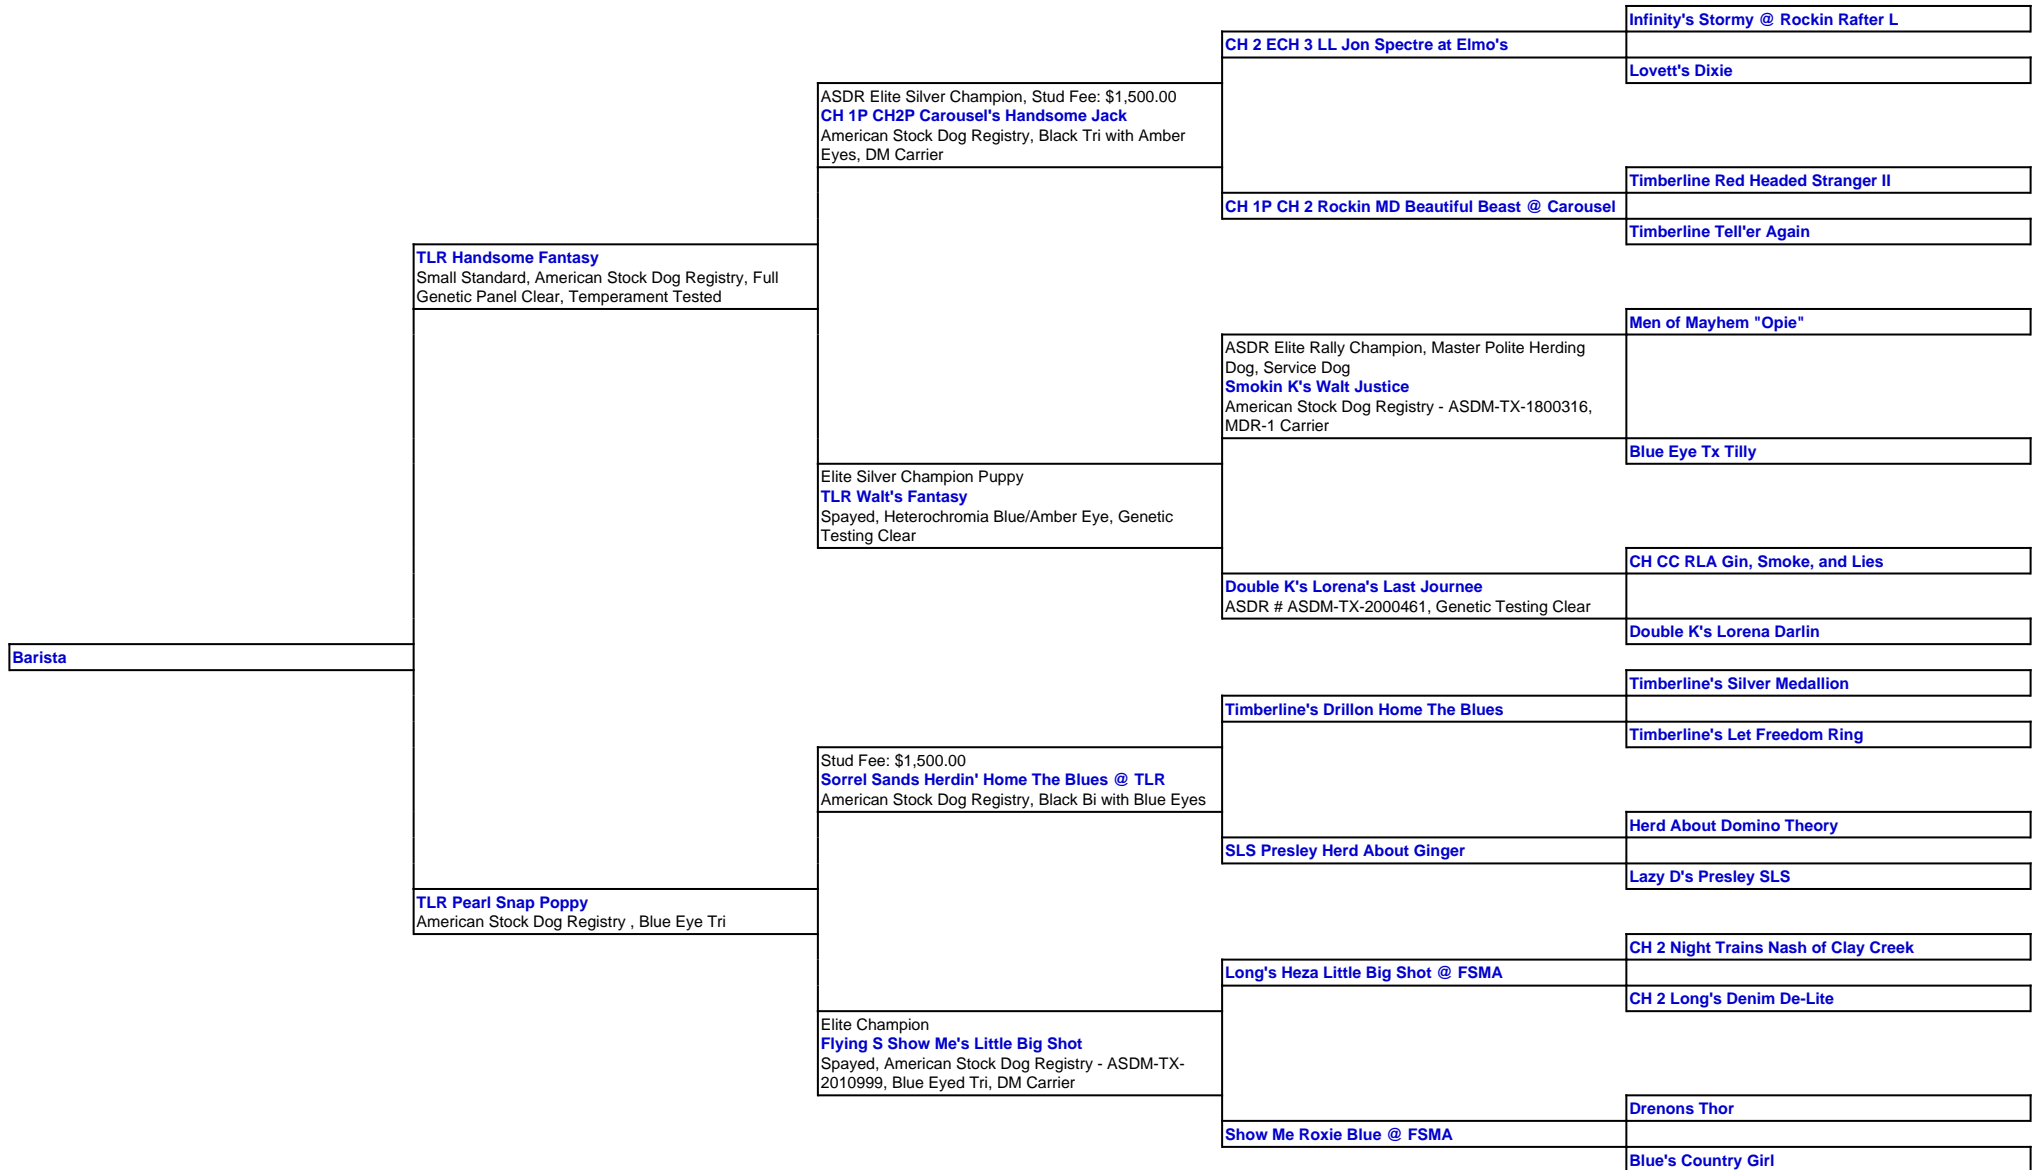 Infinity's Stormy @ Rockin Rafter L
CH 2 ECH 3 LL Jon Spectre at Elmo's
Lovett's Dixie
ASDR Elite Silver Champion, Stud Fee: $1,500.00
CH 1P CH2P Carousel's Handsome Jack
American Stock Dog Registry, Black Tri with Amber
Eyes, DM Carrier
Timberline Red Headed Stranger II
CH 1P CH 2 Rockin MD Beautiful Beast @ Carousel
Timberline Tell'er Again
TLR Handsome Fantasy
Small Standard, American Stock Dog Registry, Full
Genetic Panel Clear, Temperament Tested
Men of Mayhem "Opie"
ASDR Elite Rally Champion, Master Polite Herding
Dog, Service Dog
Smokin K's Walt Justice
American Stock Dog Registry - ASDM-TX-1800316,
MDR-1 Carrier
Blue Eye Tx Tilly
Elite Silver Champion Puppy
TLR Walt's Fantasy
Spayed, Heterochromia Blue/Amber Eye, Genetic
Testing Clear
CH CC RLA Gin, Smoke, and Lies
Double K's Lorena's Last Journee
ASDR # ASDM-TX-2000461, Genetic Testing Clear
Double K's Lorena Darlin
Barista
Timberline's Silver Medallion
Timberline's Drillon Home The Blues
Timberline's Let Freedom Ring
Stud Fee: $1,500.00
Sorrel Sands Herdin' Home The Blues @ TLR
American Stock Dog Registry, Black Bi with Blue Eyes
Herd About Domino Theory
SLS Presley Herd About Ginger
Lazy D's Presley SLS
TLR Pearl Snap Poppy
American Stock Dog Registry , Blue Eye Tri
CH 2 Night Trains Nash of Clay Creek
Long's Heza Little Big Shot @ FSMA
CH 2 Long's Denim De-Lite
Elite Champion
Flying S Show Me's Little Big Shot
Spayed, American Stock Dog Registry - ASDM-TX-
2010999, Blue Eyed Tri, DM Carrier
Drenons Thor
Show Me Roxie Blue @ FSMA
Blue's Country Girl